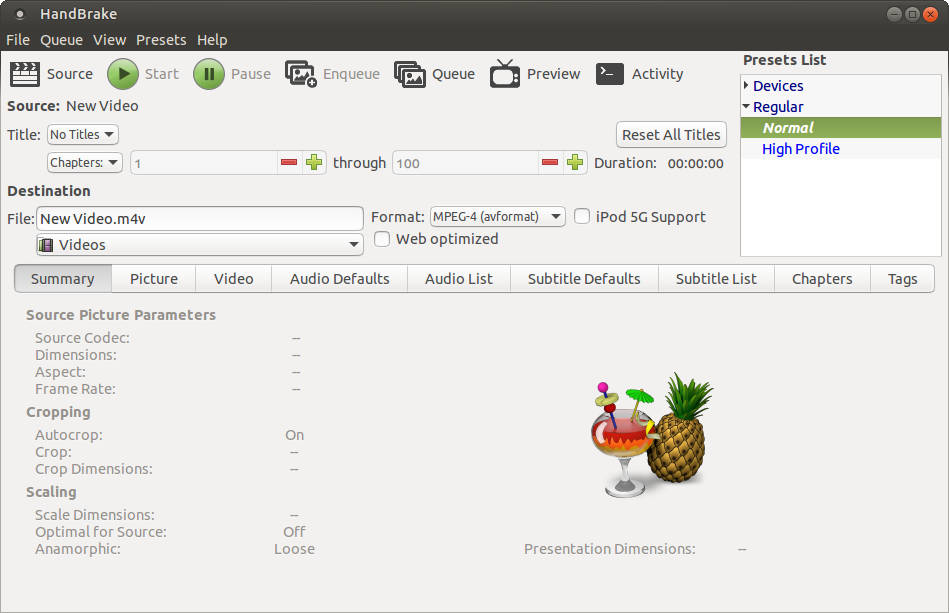 HandBrake
File Queue View Presets Help
Source Start Pause Enqueue Queue Preview Activity
Presets List
Devices
Regular
Normal
High Profile
Source: New Video
Title: No Titles Reset All Titles
Chapters: 1 through 100 Duration: 00:00:00
Destination
File: New Video.m4v Format: MPEG-4 (avformat) iPod 5G Support
Videos Web optimized
Summary Picture Video Audio Defaults Audio List Subtitle Defaults Subtitle List Chapters Tags
Source Picture Parameters
Source Codec: --
Dimensions: --
Aspect: --
Frame Rate: --
Cropping
Autocrop: On
Crop: --
Crop Dimensions: --
Scaling
Scale Dimensions: --
Optimal for Source: Off
Anamorphic: Loose Presentation Dimensions: --